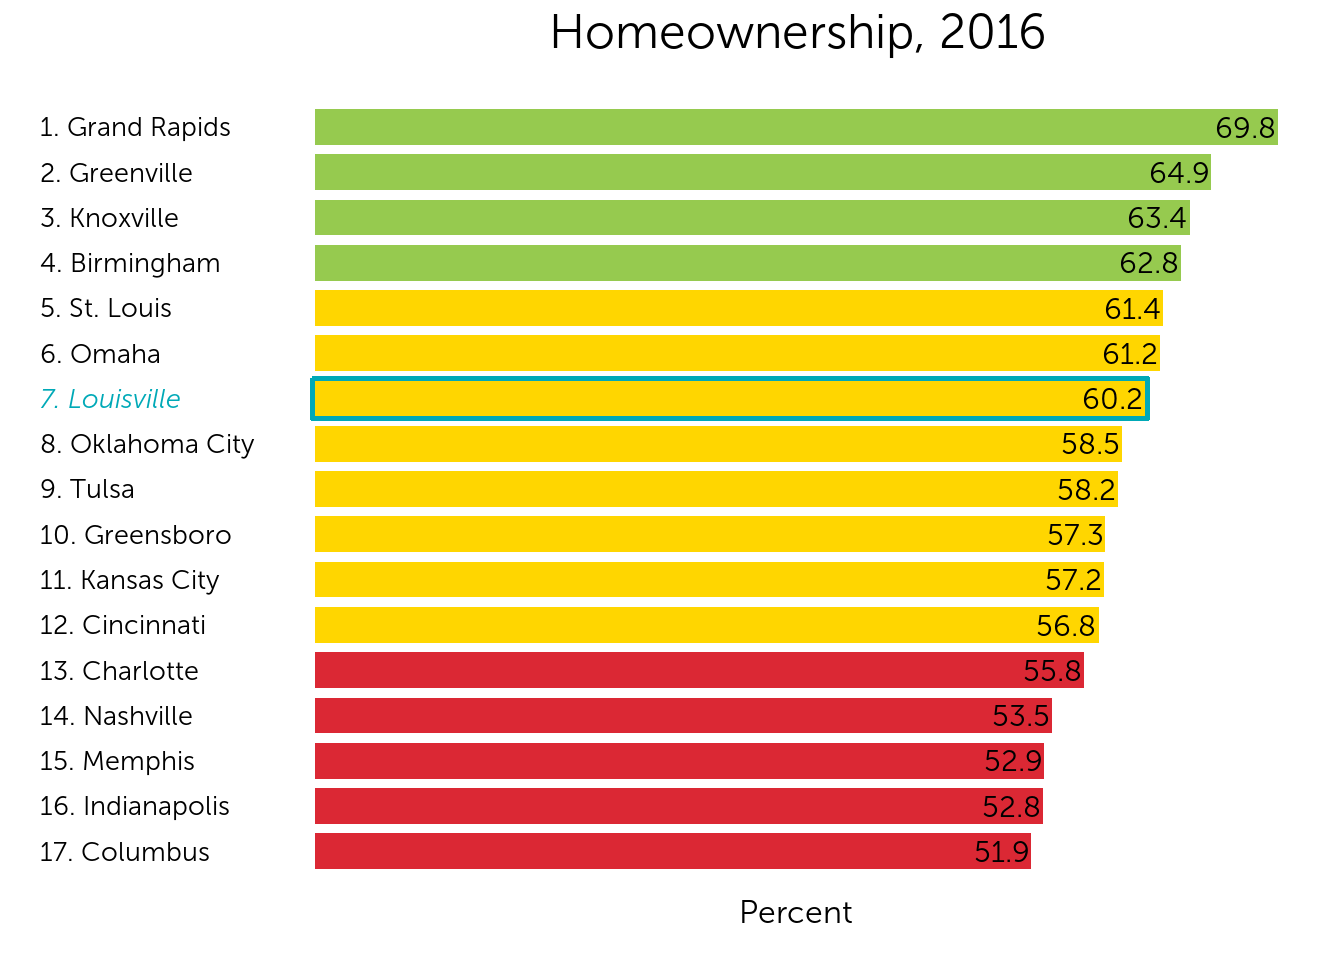 Homeownership, 2016
1. Grand Rapids 69.8
2. Greenville 64.9
3. Knoxville 63.4
4. Birmingham 62.8
5. St. Louis 61.4
6. Omaha 61.2
7. Louisville 60.2
8. Oklahoma City 58.5
9. Tulsa 58.2
10. Greensboro 57.3
11. Kansas City 57.2
12. Cincinnati 56.8
13. Charlotte 55.8
14. Nashville 53.5
15. Memphis 52.9
16. Indianapolis 52.8
17. Columbus 51.9
Percent